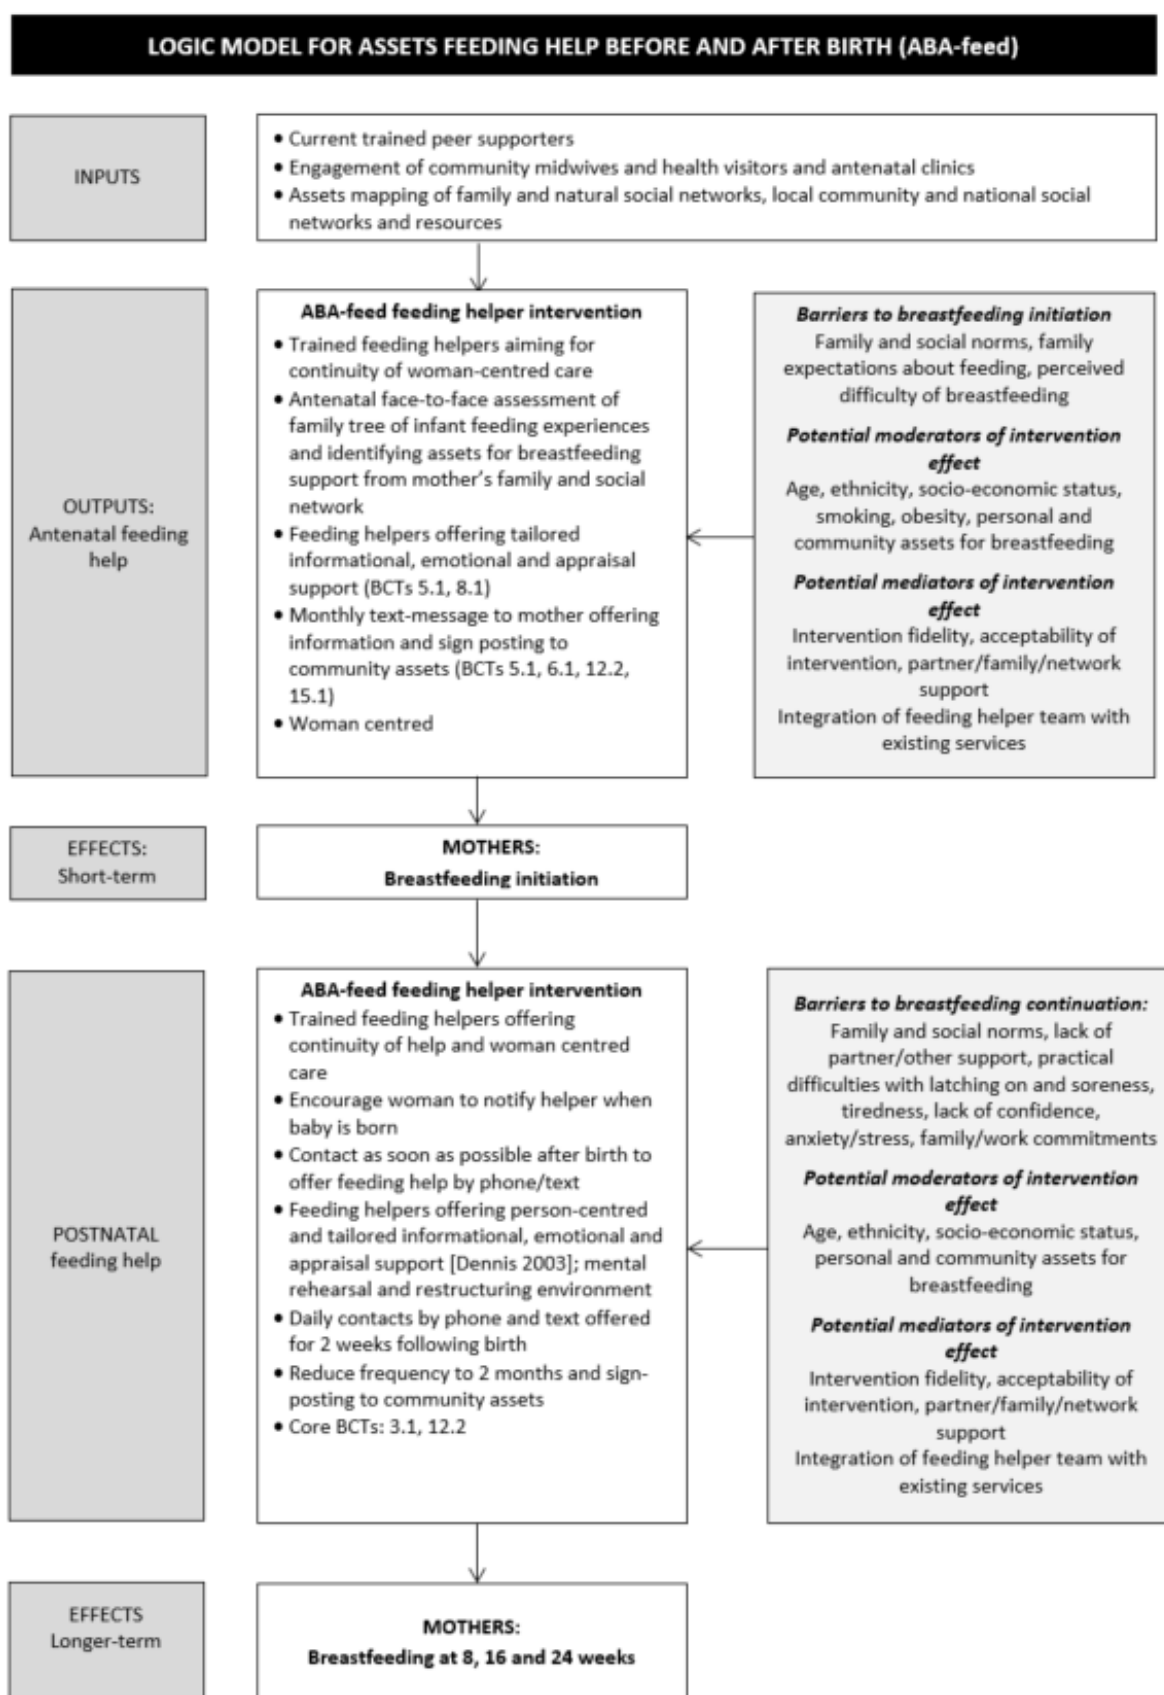 LOGIC MODEL FOR ASSETS FEEDING HELP BEFORE AND AFTER BIRTH (ABA-feed)
INPUTS
• Current trained peer supporters
• Engagement of community midwives and health visitors and antenatal clinics
• Assets mapping of family and natural social networks, local community and national social
networks and resources
OUTPUTS:
Antenatal feeding
help
ABA-feed feeding helper intervention
• Trained feeding helpers aiming for
continuity of woman-centred care
• Antenatal face-to-face assessment of
family tree of infant feeding experiences
and identifying assets for breastfeeding
support from mother's family and social
network
• Feeding helpers offering tailored
informational, emotional and appraisal
support (BCTs 5.1, 8.1)
• Monthly text-message to mother offering
information and sign posting to
community assets (BCTs 5.1, 6.1, 12.2,
15.1)
• Woman centred
Barriers to breastfeeding initiation
Family and social norms, family
expectations about feeding, perceived
difficulty of breastfeeding
Potential moderators of intervention
effect
Age, ethnicity, socio-economic status,
smoking, obesity, personal and
community assets for breastfeeding
Potential mediators of intervention
effect
Intervention fidelity, acceptability of
intervention, partner/family/network
support
Integration of feeding helper team with
existing services
EFFECTS:
Short-term
MOTHERS:
Breastfeeding initiation
POSTNATAL
feeding help
ABA-feed feeding helper intervention
• Trained feeding helpers offering
continuity of help and woman centred
care
• Encourage woman to notify helper when
baby is born
• Contact as soon as possible after birth to
offer feeding help by phone/text
• Feeding helpers offering person-centred
and tailored informational, emotional and
appraisal support [Dennis 2003]; mental
rehearsal and restructuring environment
• Daily contacts by phone and text offered
for 2 weeks following birth
• Reduce frequency to 2 months and sign-
posting to community assets
• Core BCTs: 3.1, 12.2
Barriers to breastfeeding continuation:
Family and social norms, lack of
partner/other support, practical
difficulties with latching on and soreness,
tiredness, lack of confidence,
anxiety/stress, family/work commitments
Potential moderators of intervention
effect
Age, ethnicity, socio-economic status,
personal and community assets for
breastfeeding
Potential mediators of intervention
effect
Intervention fidelity, acceptability of
intervention, partner/family/network
support
Integration of feeding helper team with
existing services
EFFECTS
Longer-term
MOTHERS:
Breastfeeding at 8, 16 and 24 weeks